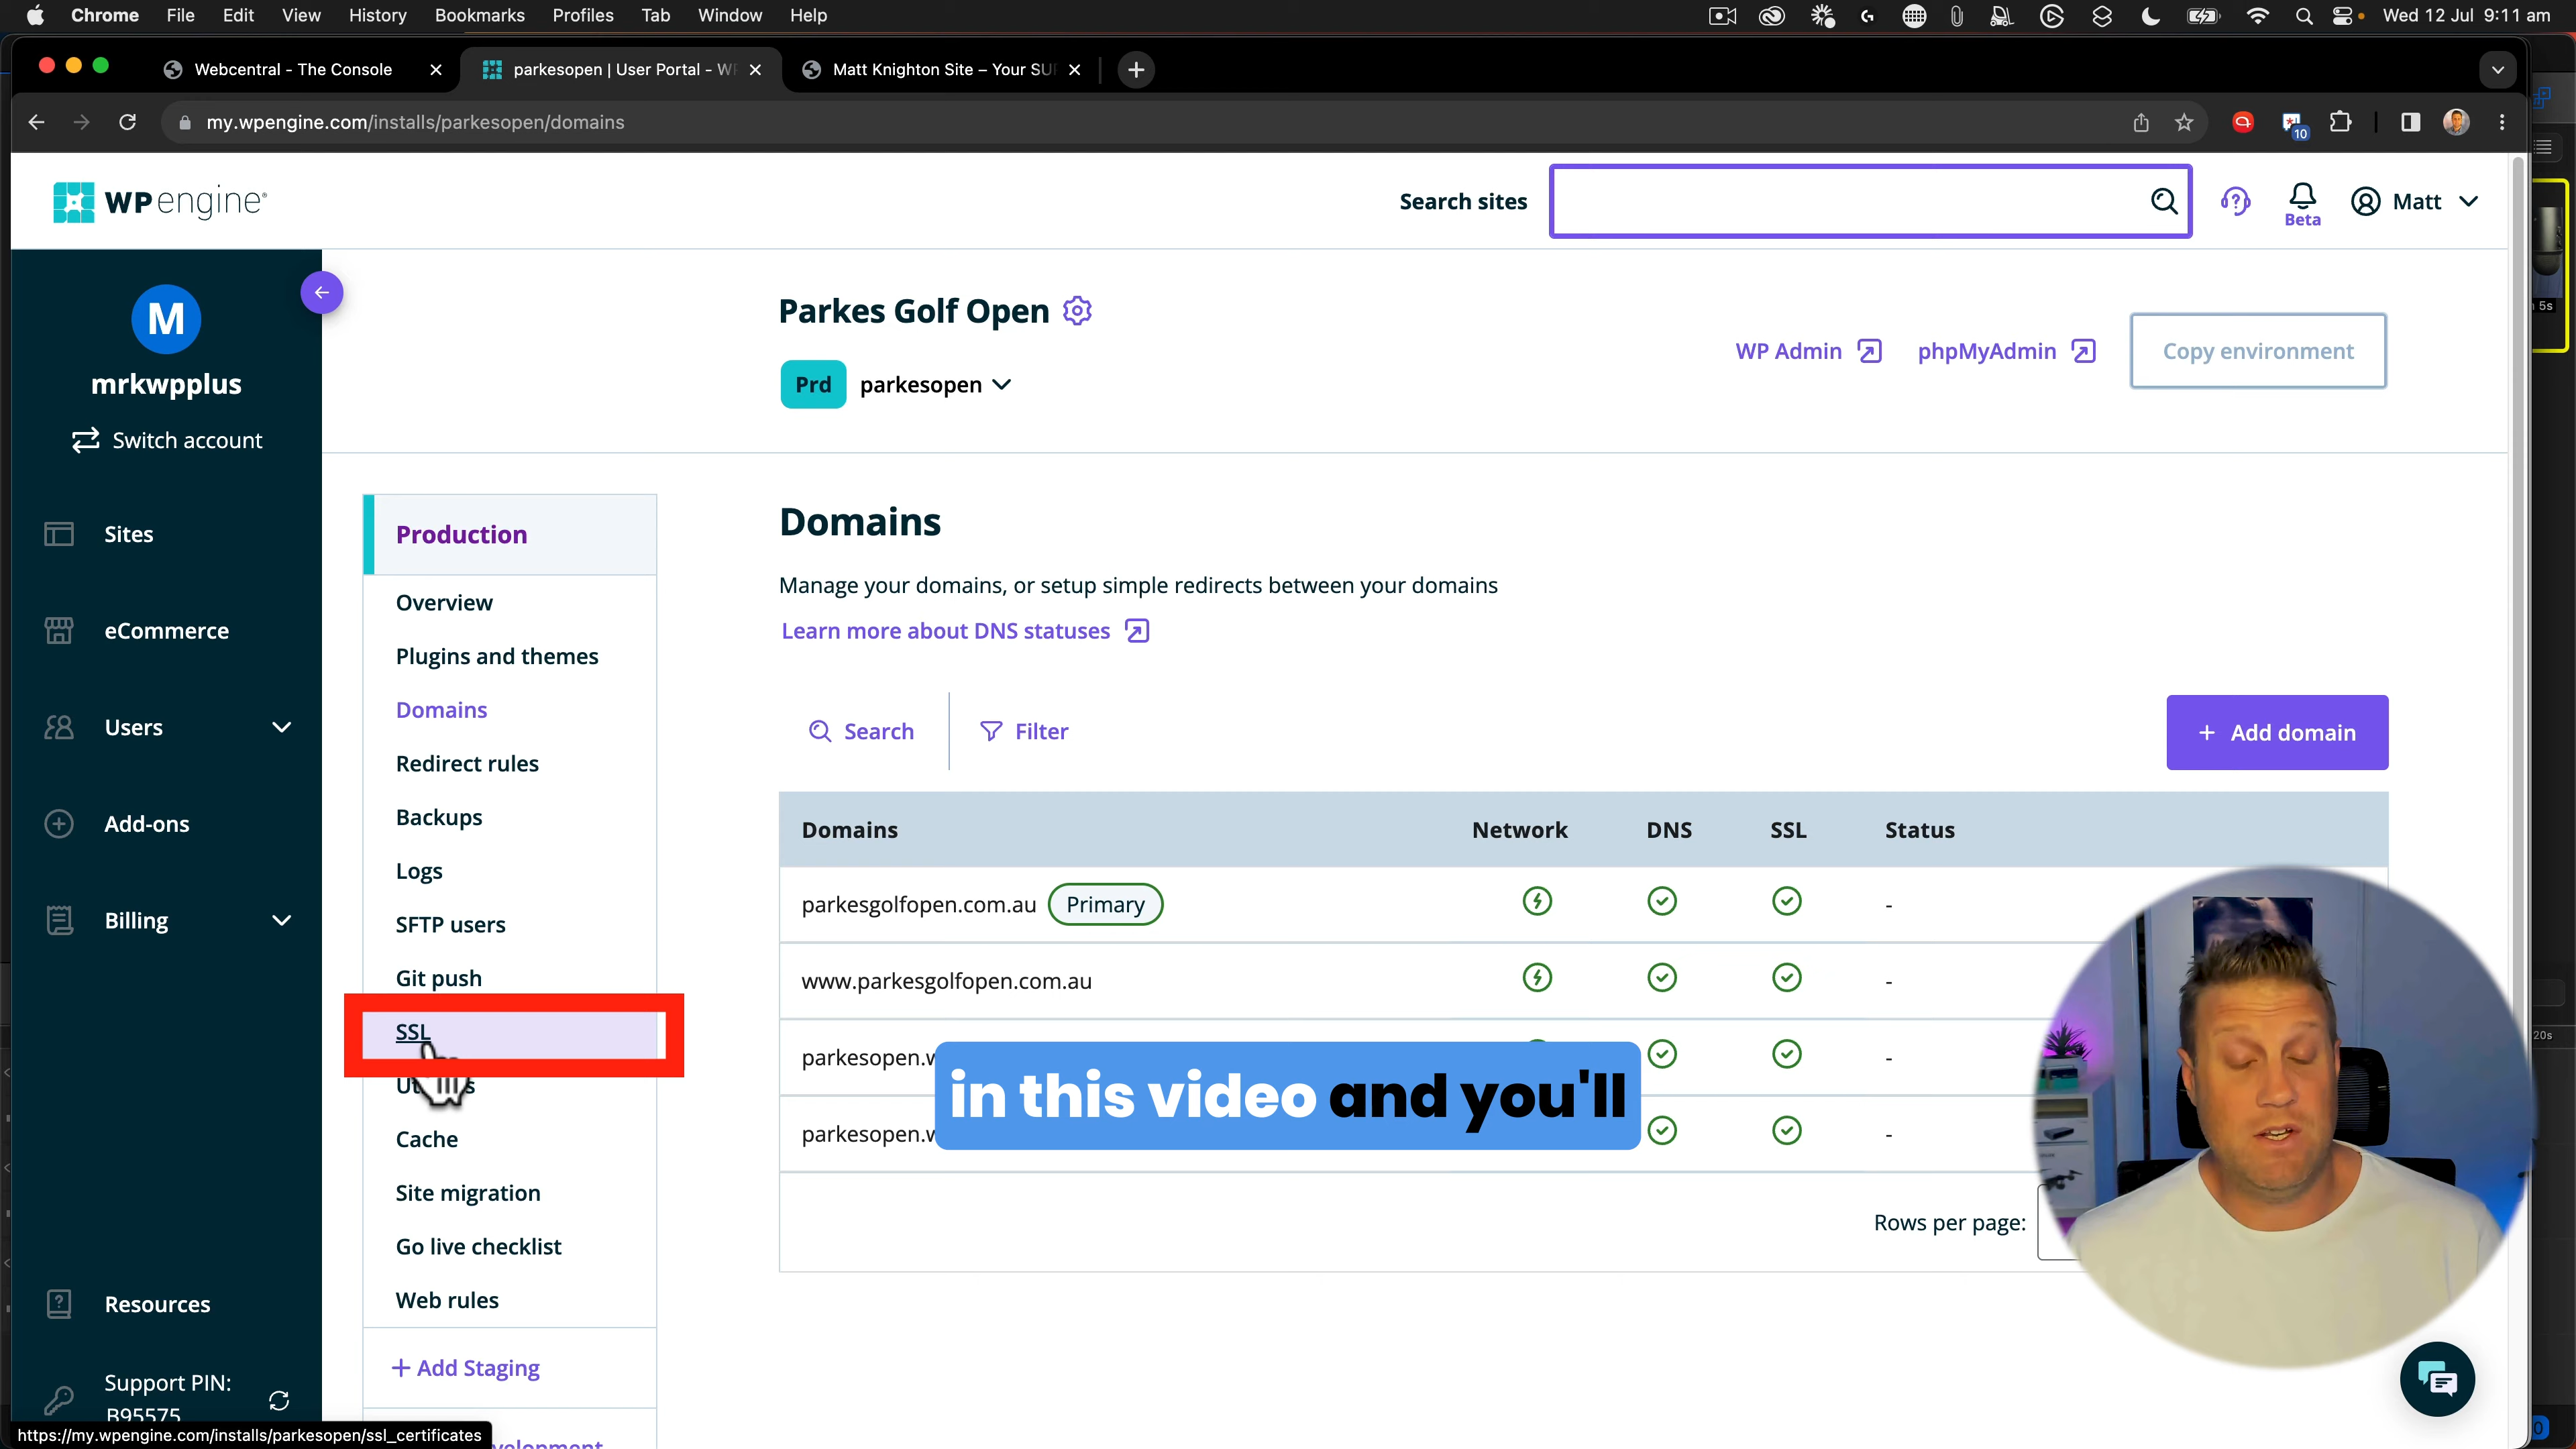 Chrome File Edit View History Bookmarks Profiles Tab Window Help Wed 12 Jul 9:11 am
Webcentral - The Console
parkesopen | User Portal - WP
Matt Knighton Site – Your SU
my.wpengine.com/installs/parkesopen/domains
10
WP engine
Search sites
Beta
Matt
M
mrkwpplus
Switch account
Sites
eCommerce
Users
Add-ons
Billing
Resources
Support PIN:
B95575
https://my.wpengine.com/installs/parkesopen/ssl_certificates
Parkes Golf Open
Prd parkesopen
WP Admin
phpMyAdmin
Copy environment
Production
Overview
Plugins and themes
Domains
Redirect rules
Backups
Logs
SFTP users
Git push
SSL
Cache
Site migration
Go live checklist
Web rules
+ Add Staging
Domains
Manage your domains, or setup simple redirects between your domains
Learn more about DNS statuses
Search
Filter
+ Add domain
Domains Network DNS SSL Status
parkesgolfopen.com.au Primary -
www.parkesgolfopen.com.au -
parkesopen.w -
parkesopen.w -
in this video and you'll
Rows per page:
5s
20s